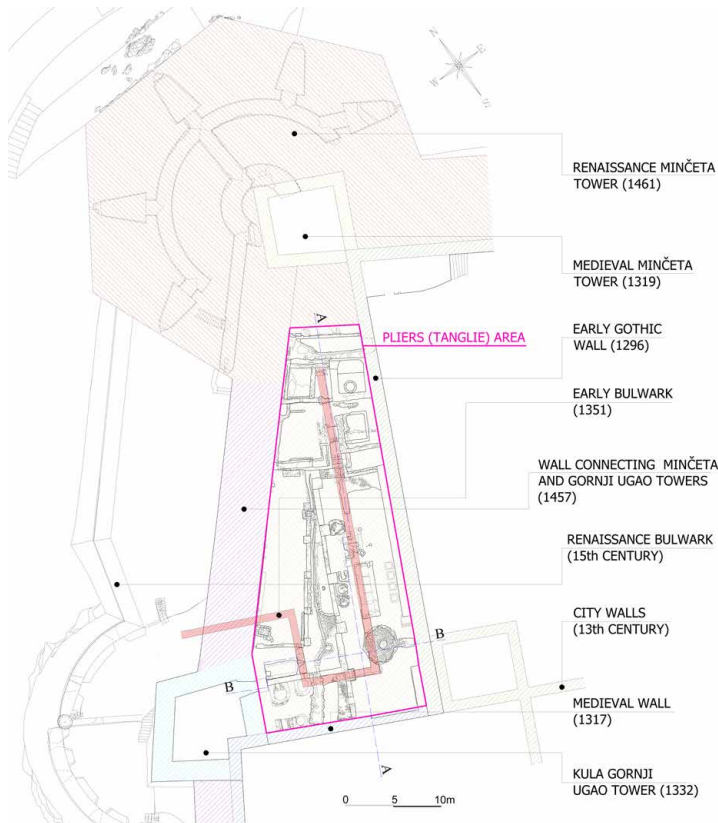 N
E
W
S
RENAISSANCE MINČETA
TOWER (1461)
MEDIEVAL MINČETA
TOWER (1319)
A
PLIERS (TANGLIE) AREA
EARLY GOTHIC
WALL (1296)
EARLY BULWARK
(1351)
WALL CONNECTING MINČETA
AND GORNJI UGAO TOWERS
(1457)
RENAISSANCE BULWARK
(15th CENTURY)
CITY WALLS
(13th CENTURY)
B
B
MEDIEVAL WALL
(1317)
A
KULA GORNJI
UGAO TOWER (1332)
0 5 10m